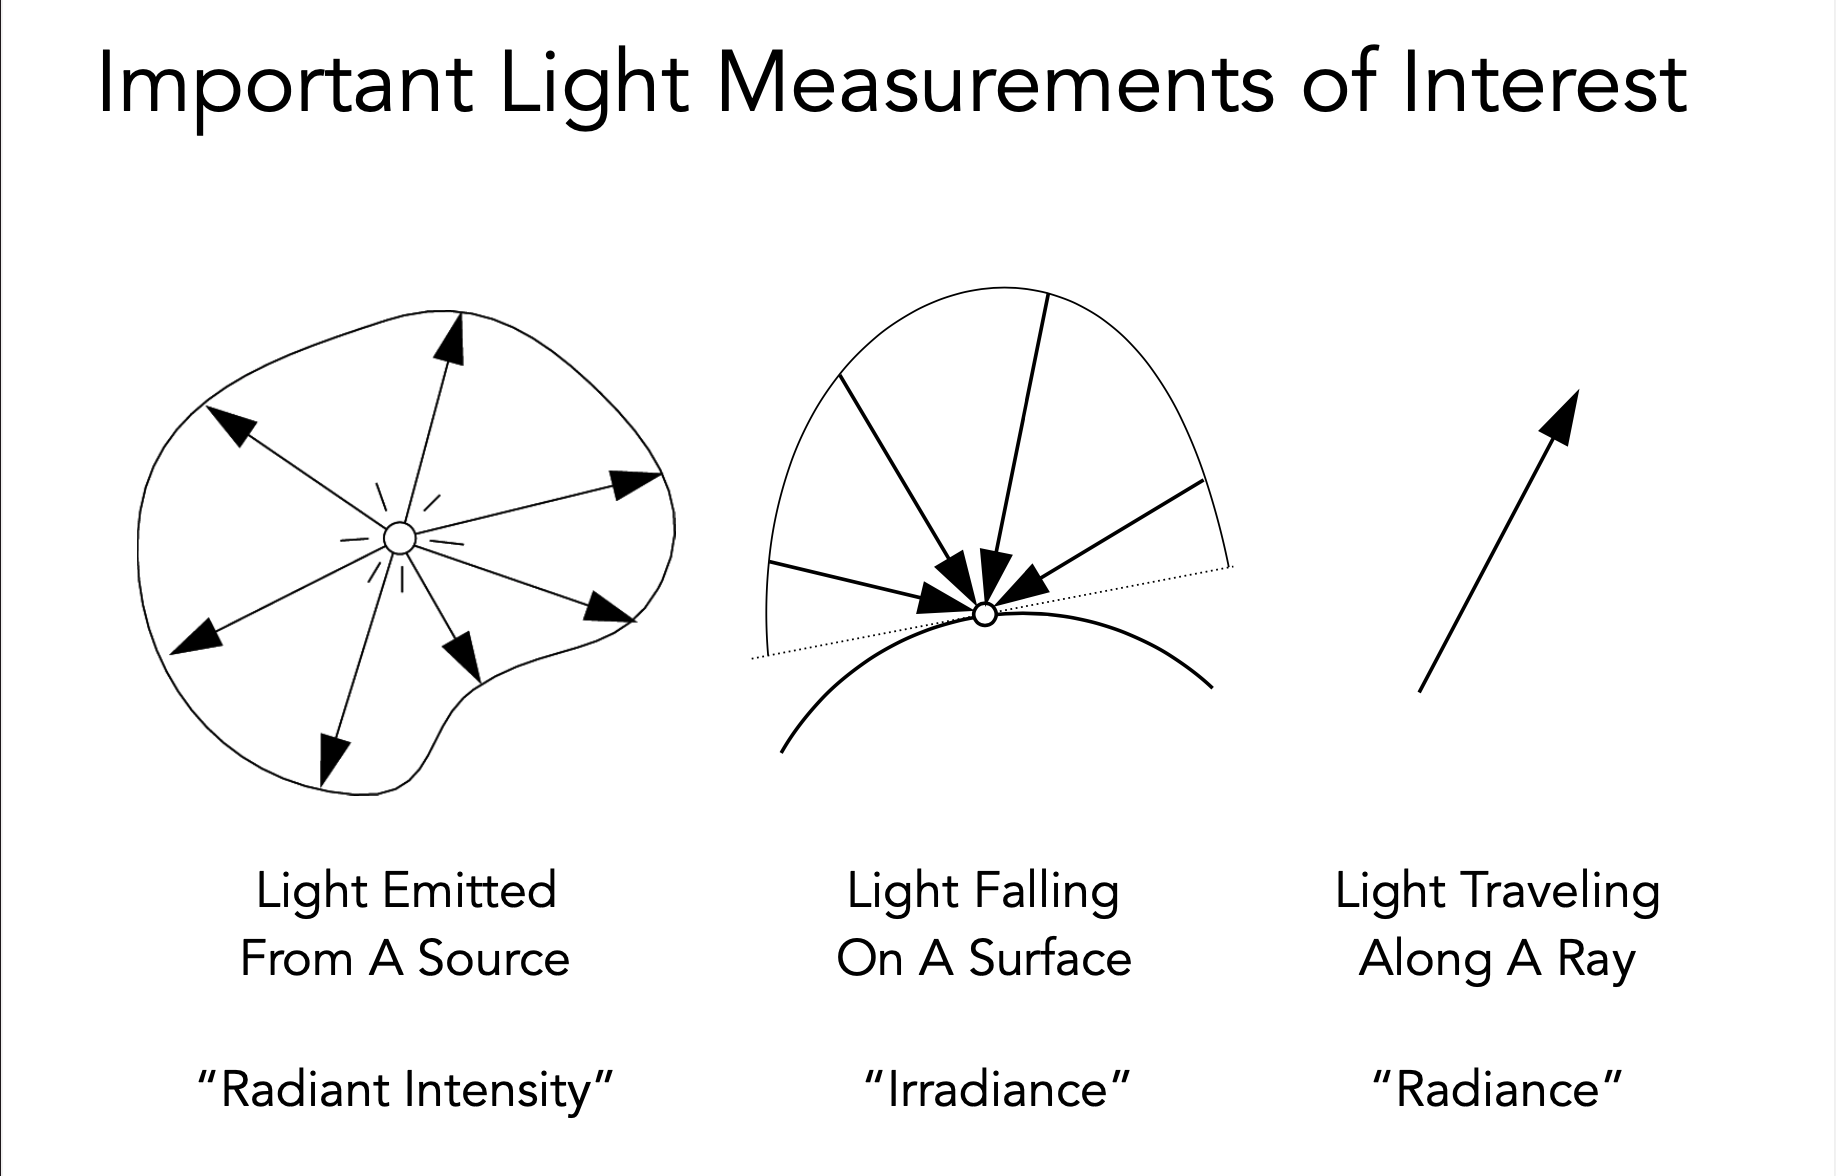 Important Light Measurements of Interest
Light Emitted
From A Source
“Radiant Intensity”
Light Falling
On A Surface
“Irradiance”
Light Traveling
Along A Ray
“Radiance”